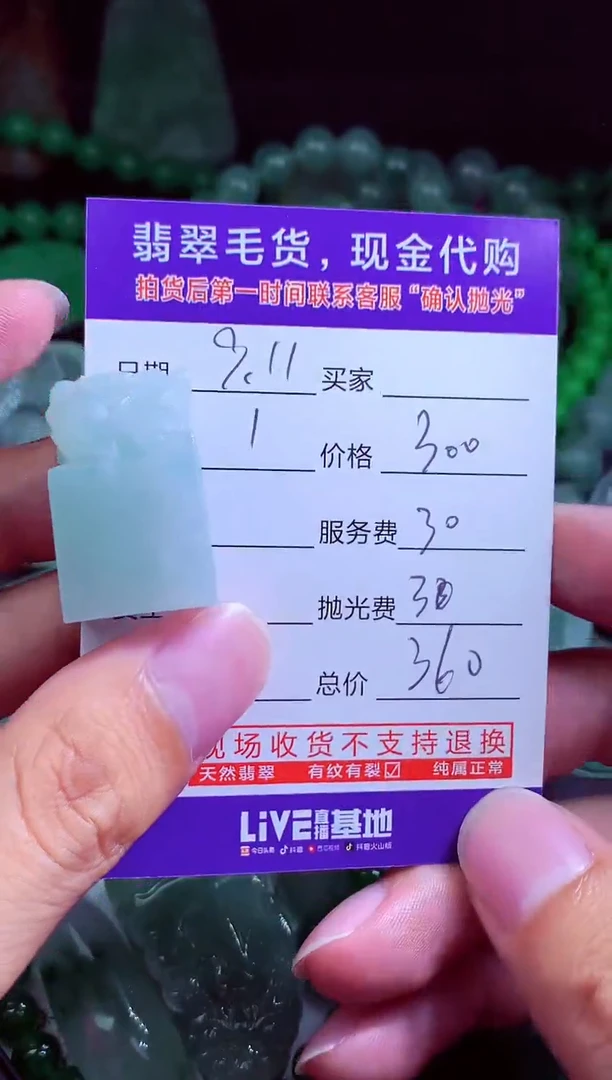 翡翠毛货，现金代购
拍货后第一时间联系客服“确认抛光”
日期 9.11 买家
1 价格 300
服务费 30
抛光费 30
总价 360
现场收货不支持退换
天然翡翠 有纹有裂☑ 纯属正常
LiVE直播基地
今日头条 抖音 西瓜视频 抖音火山版